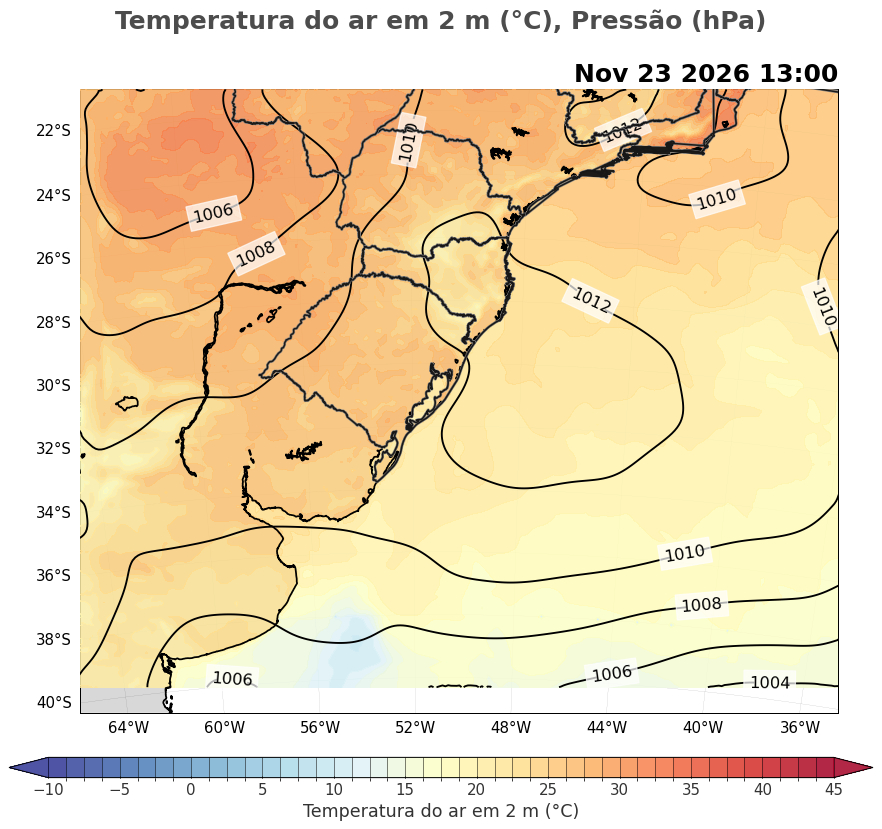 Temperatura do ar em 2 m (°C), Pressão (hPa)
Nov 23 2026 13:00
22°S
24°S
26°S
28°S
30°S
32°S
34°S
36°S
38°S
40°S
1010
1012
1006
1010
1008
1012
1010
1010
1008
1006
1006
1004
64°W
60°W
56°W
52°W
48°W
44°W
40°W
36°W
−10
−5
0
5
10
15
20
25
30
35
40
45
Temperatura do ar em 2 m (°C)